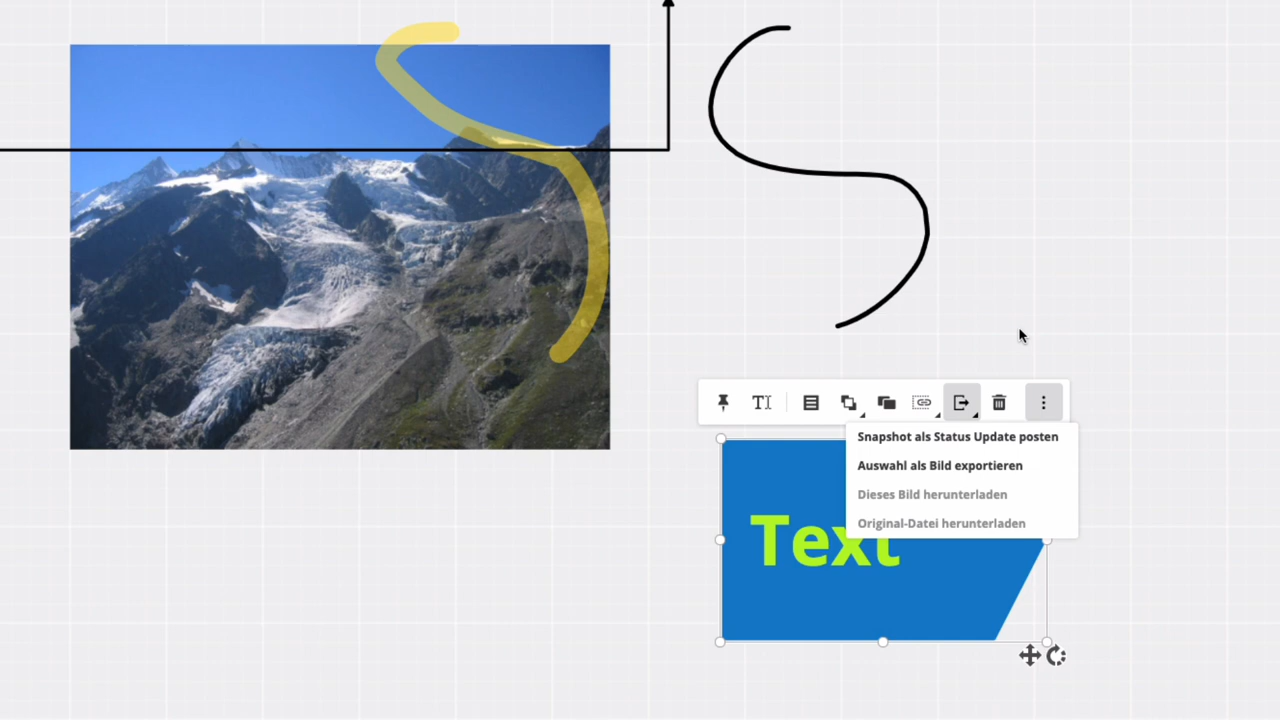 Snapshot als Status Update posten
Auswahl als Bild exportieren
Dieses Bild herunterladen
Original-Datei herunterladen
Text